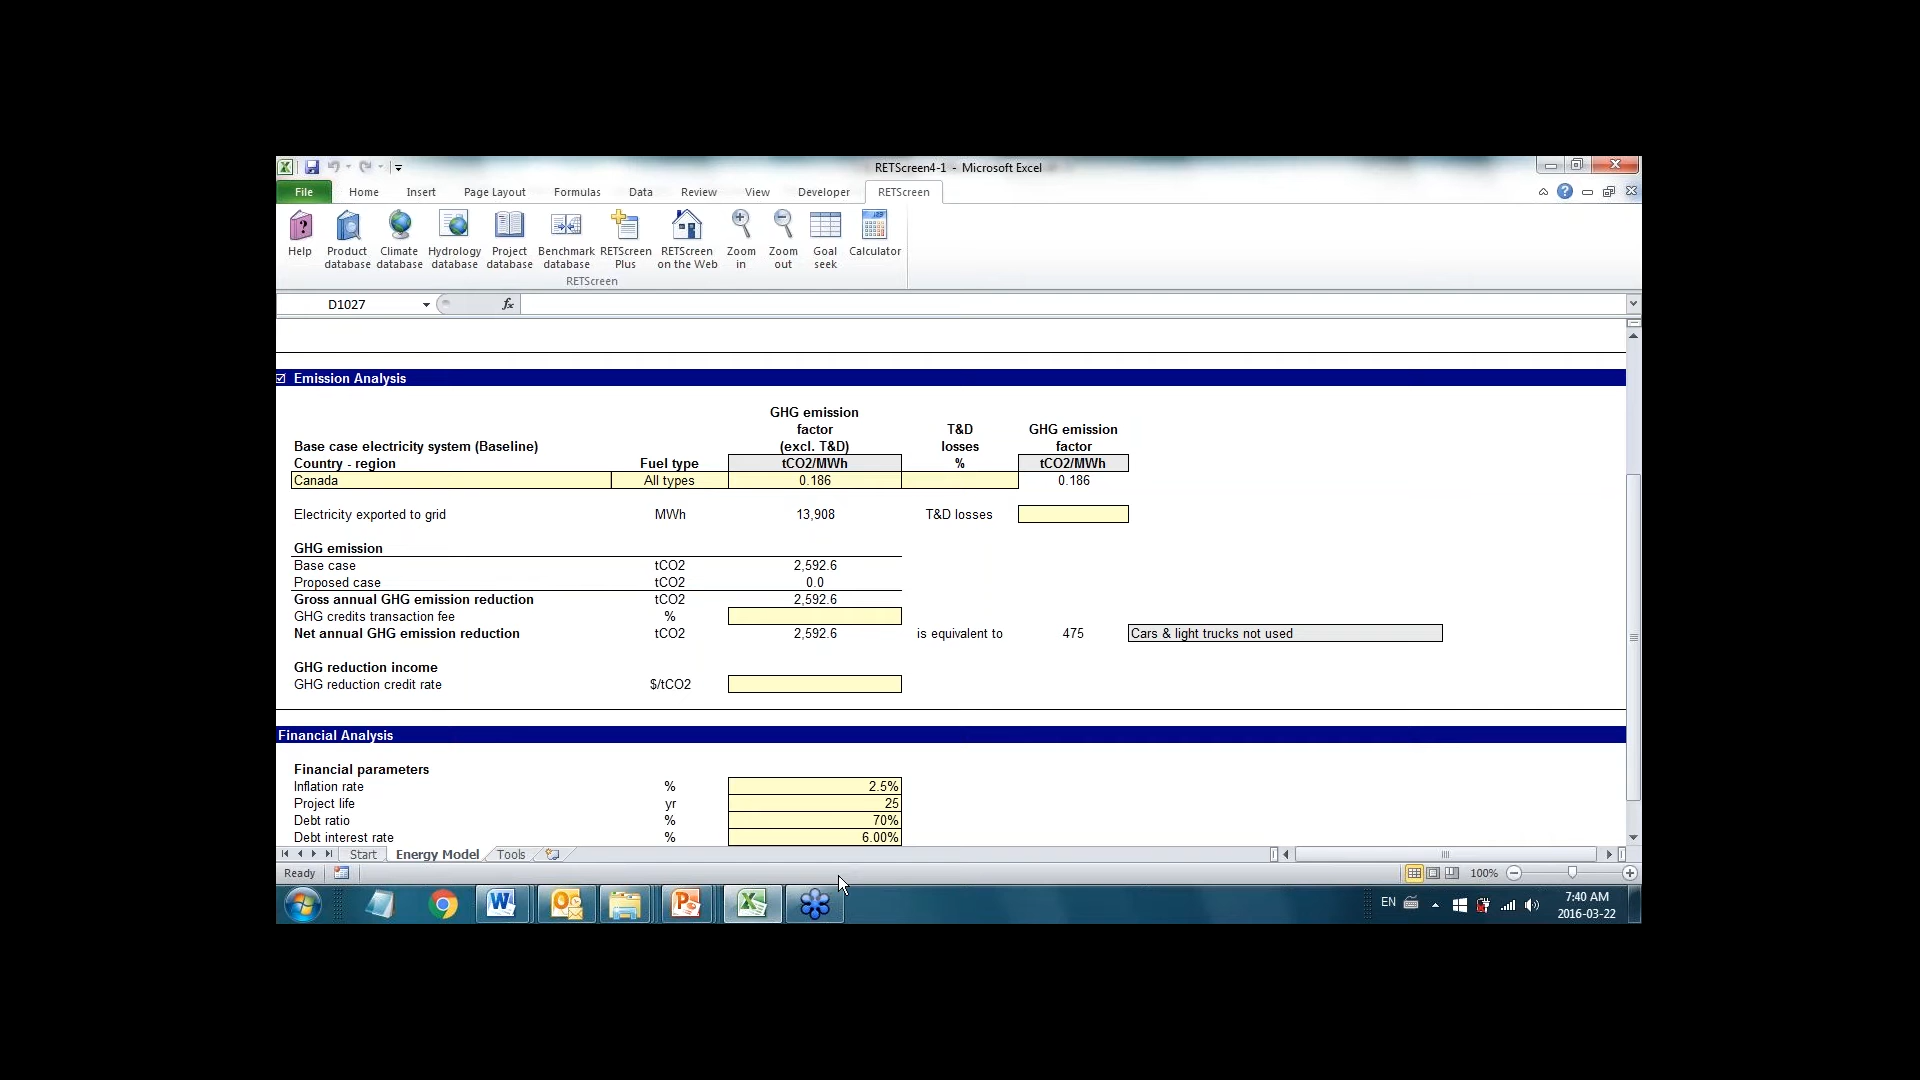 RETScreen4-1 - Microsoft Excel
File Home Insert Page Layout Formulas Data Review View Developer RETScreen
Help Product database Climate database Hydrology database Project database Benchmark database RETScreen Plus RETScreen on the Web Zoom in Zoom out Goal seek Calculator
RETScreen
D1027 fx
Emission Analysis
GHG emission
factor T&D GHG emission
Base case electricity system (Baseline) (excl. T&D) losses factor
Country - region Fuel type tCO2/MWh % tCO2/MWh
Canada All types 0.186 0.186
Electricity exported to grid MWh 13,908 T&D losses
GHG emission
Base case tCO2 2,592.6
Proposed case tCO2 0.0
Gross annual GHG emission reduction tCO2 2,592.6
GHG credits transaction fee %
Net annual GHG emission reduction tCO2 2,592.6 is equivalent to 475 Cars & light trucks not used
GHG reduction income
GHG reduction credit rate $/tCO2
Financial Analysis
Financial parameters
Inflation rate % 2.5%
Project life yr 25
Debt ratio % 70%
Debt interest rate % 6.00%
Start Energy Model Tools
Ready 100%
EN 7:40 AM
2016-03-22